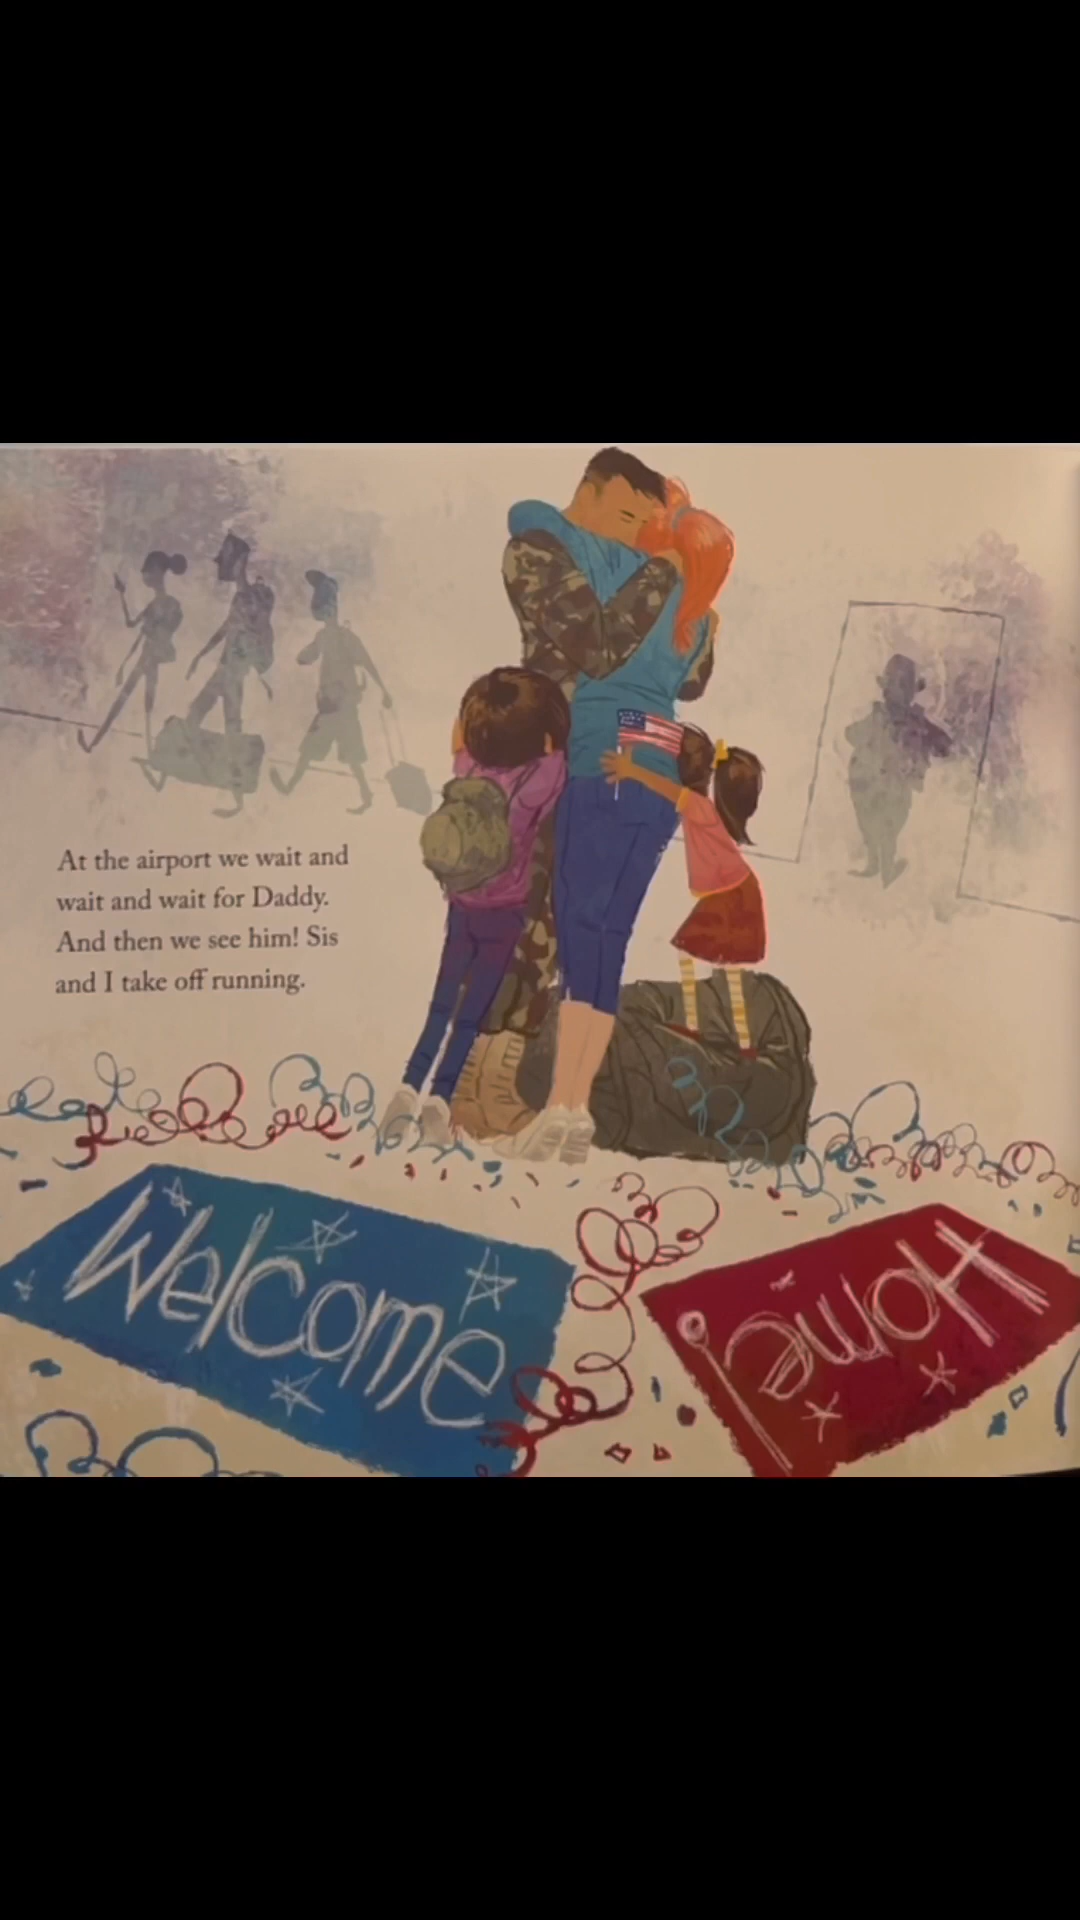 At the airport we wait and
wait and wait for Daddy.
And then we see him! Sis
and I take off running.
Welcome
Home!